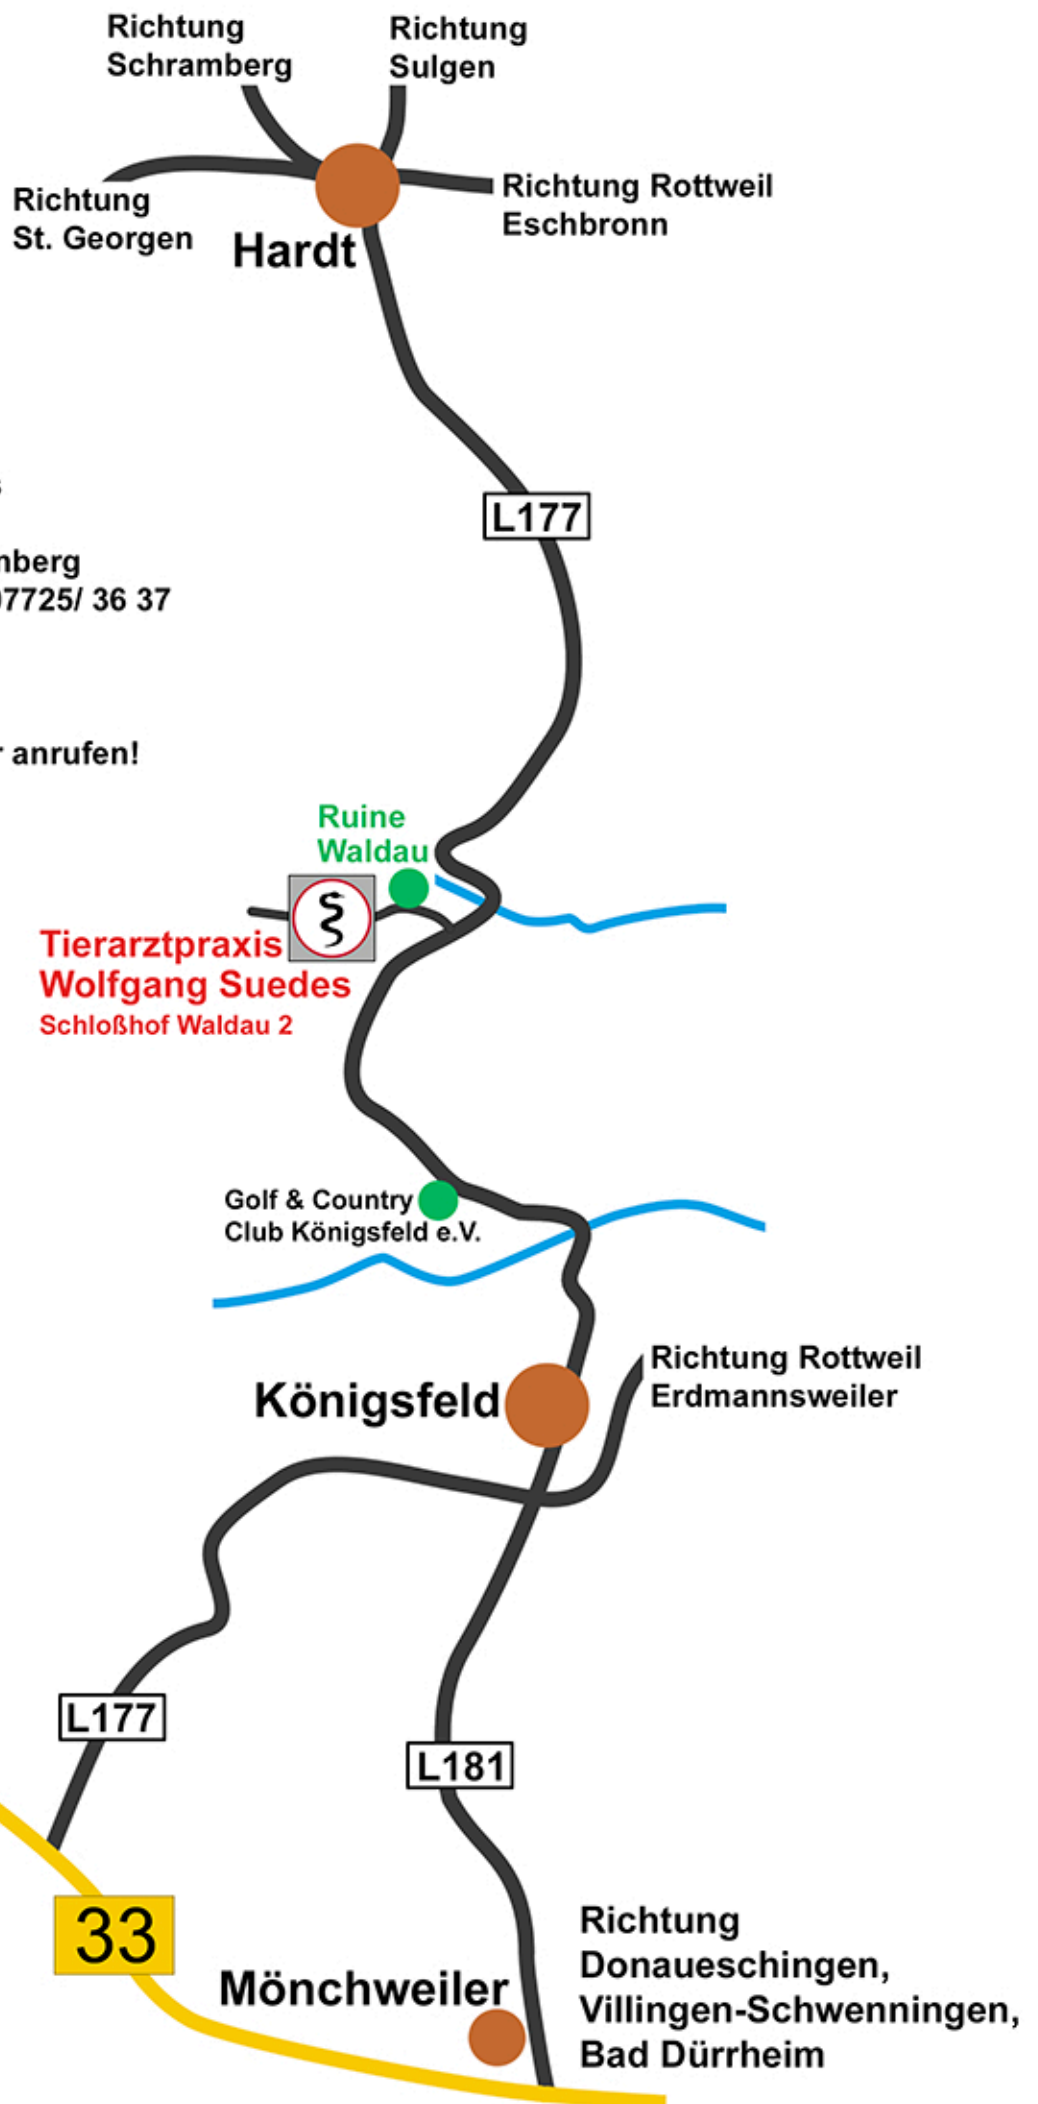 Richtung
Schramberg
Richtung
Sulgen
Richtung
St. Georgen
Richtung Rottweil
Eschbronn
Hardt
L177
07725/ 36 37
anrufen!
Ruine
Waldau
Tierarztpraxis
Wolfgang Suedes
Schloßhof Waldau 2
Golf & Country
Club Königsfeld e.V.
Richtung Rottweil
Erdmannsweiler
Königsfeld
L177
L181
33
Mönchweiler
Richtung
Donaueschingen,
Villingen-Schwenningen,
Bad Dürrheim